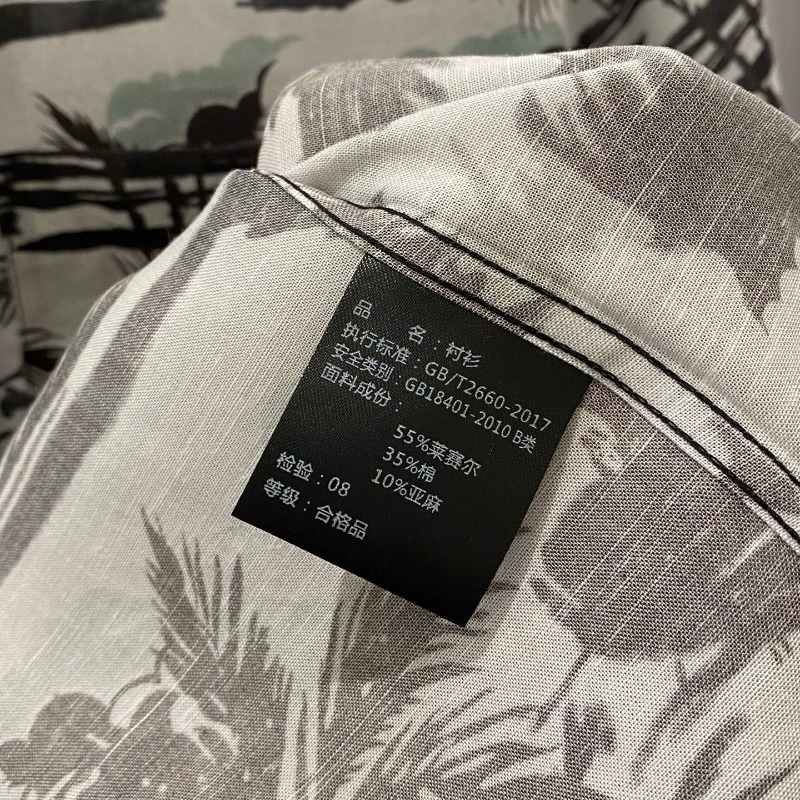 品 名：衬衫
执行标准：GB/T2660-2017
安全类别：GB18401-2010 B类
面料成份：
55%莱赛尔
35%棉
10%亚麻
检验：08
等级：合格品